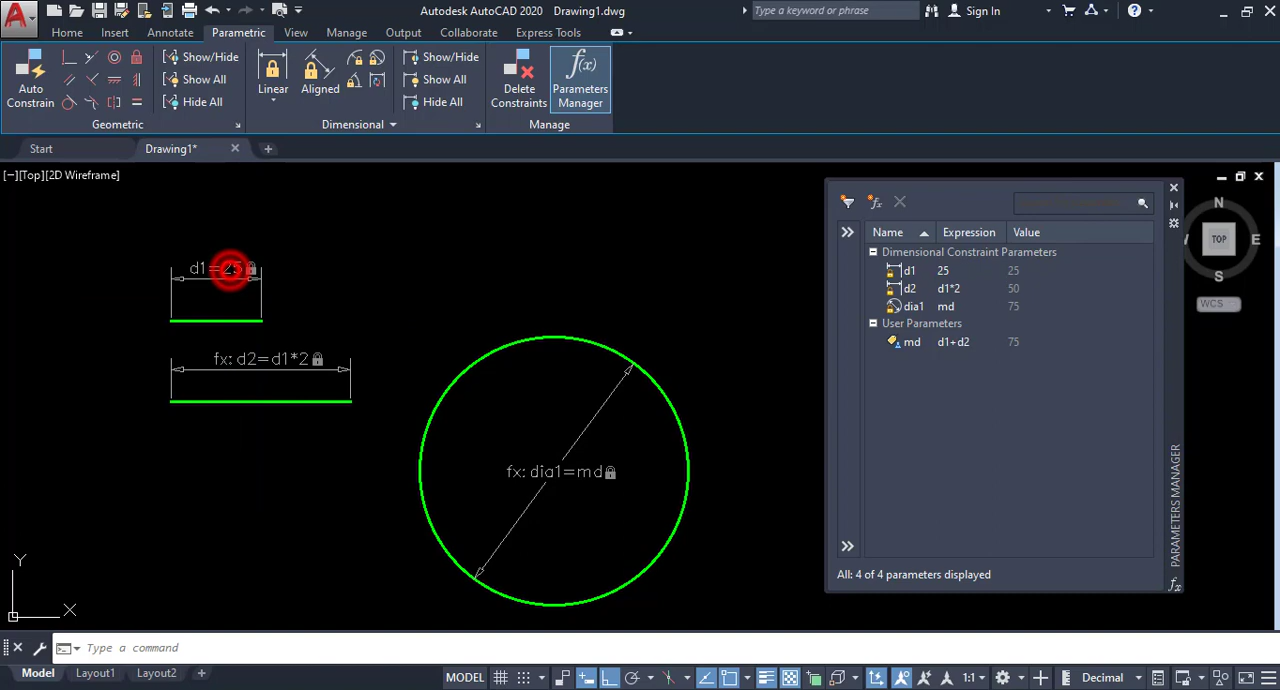 Autodesk AutoCAD 2020 Drawing1.dwg
Type a keyword or phrase
Sign In
Home Insert Annotate Parametric View Manage Output Collaborate Express Tools
Auto
Constrain
Show/Hide
Show All
Hide All
Geometric
Linear
Aligned
Show/Hide
Show All
Hide All
Dimensional
Delete
Constraints
f(x)
Parameters
Manager
Manage
Start
Drawing1*
[−][Top][2D Wireframe]
d1=25
fx: d2=d1*2
fx: dia1=md
Name Expression Value
Dimensional Constraint Parameters
d1 25 25
d2 d1*2 50
dia1 md 75
User Parameters
md d1+d2 75
All: 4 of 4 parameters displayed
PARAMETERS MANAGER
N
W TOP E
S
WCS
Y
X
Type a command
Model Layout1 Layout2
MODEL
1:1
Decimal